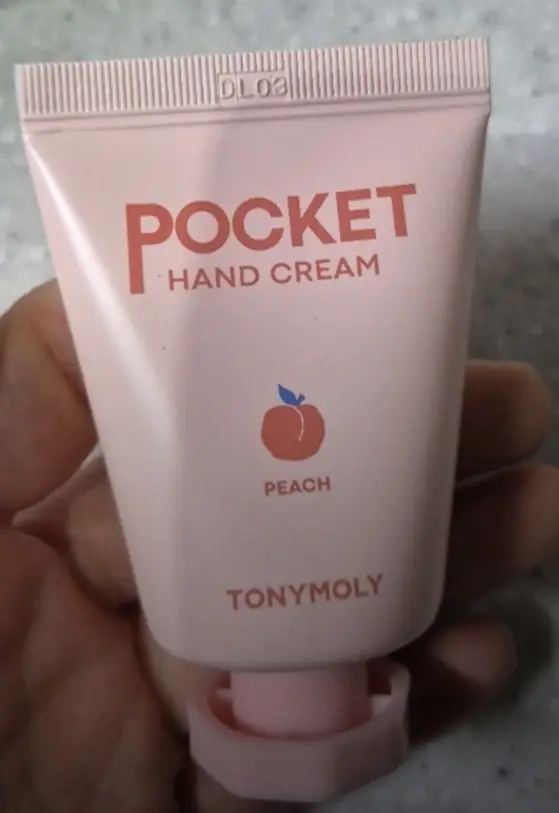 DL03
POCKET
HAND CREAM
PEACH
TONYMOLY